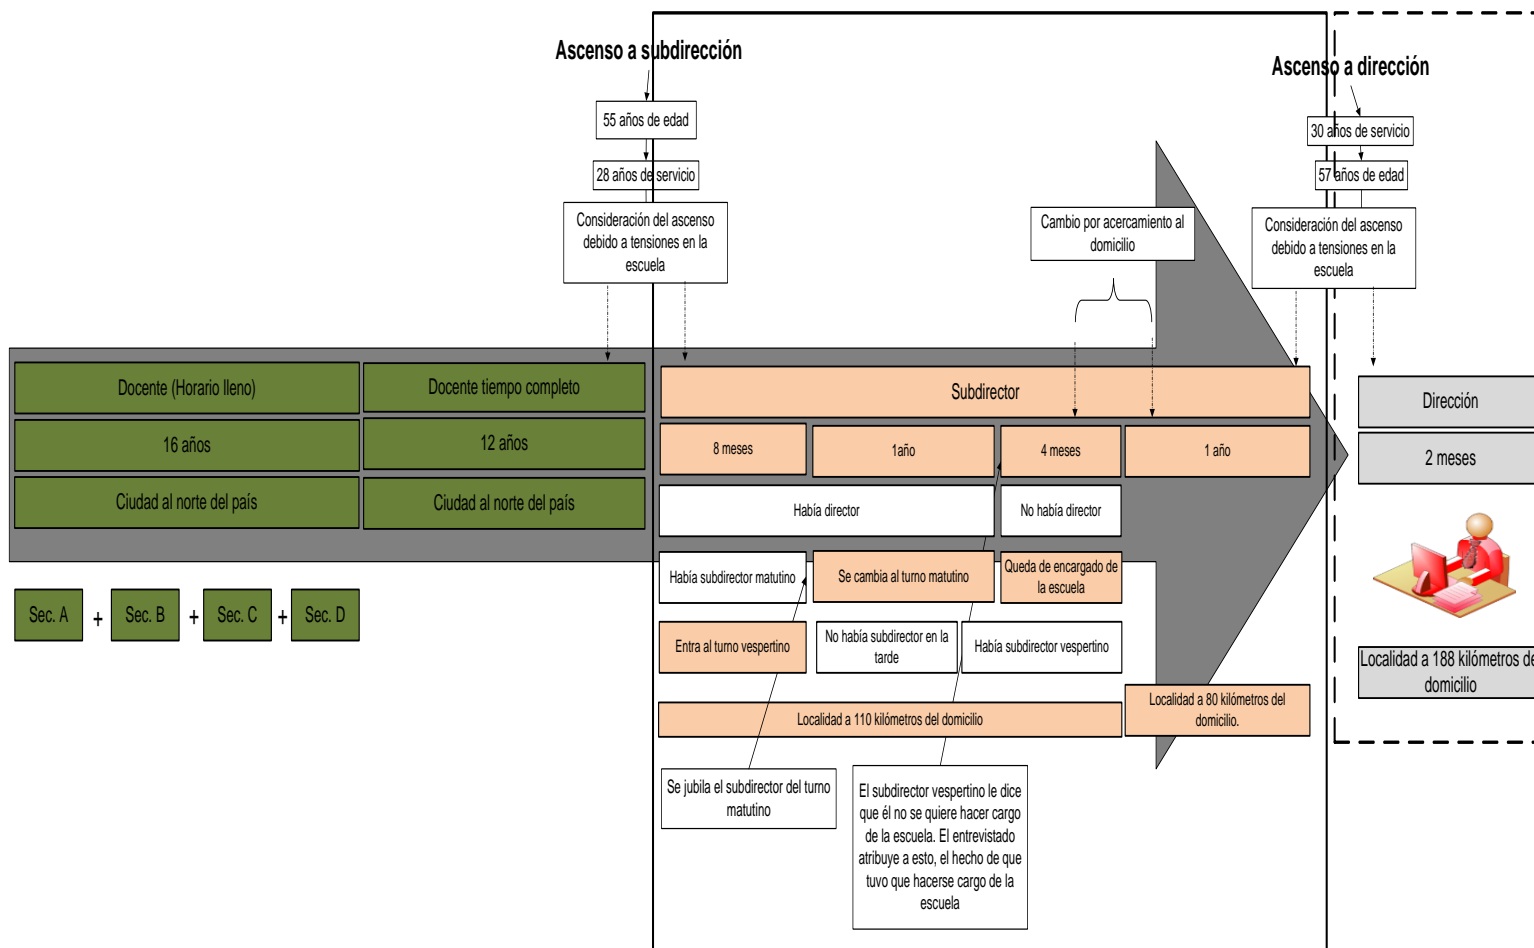 Ascenso a subdirección
Ascenso a dirección
55 años de edad
28 años de servicio
Consideración del ascenso
debido a tensiones en la
escuela
30 años de servicio
57 años de edad
Consideración del ascenso
debido a tensiones en la
escuela
Cambio por acercamiento al
domicilio
Docente (Horario lleno)
Docente tiempo completo
Subdirector
Dirección
16 años
12 años
8 meses
1año
4 meses
1 año
2 meses
Ciudad al norte del país
Ciudad al norte del país
Había director
No había director
Había subdirector matutino
Se cambia al turno matutino
Queda de encargado de
la escuela
Sec. A
+
Sec. B
+
Sec. C
+
Sec. D
Entra al turno vespertino
No había subdirector en la
tarde
Había subdirector vespertino
Localidad a 188 kilómetros de
domicilio
Localidad a 110 kilómetros del domicilio
Localidad a 80 kilómetros del
domicilio.
Se jubila el subdirector del turno
matutino
El subdirector vespertino le dice
que él no se quiere hacer cargo
de la escuela. El entrevistado
atribuye a esto, el hecho de que
tuvo que hacerse cargo de la
escuela